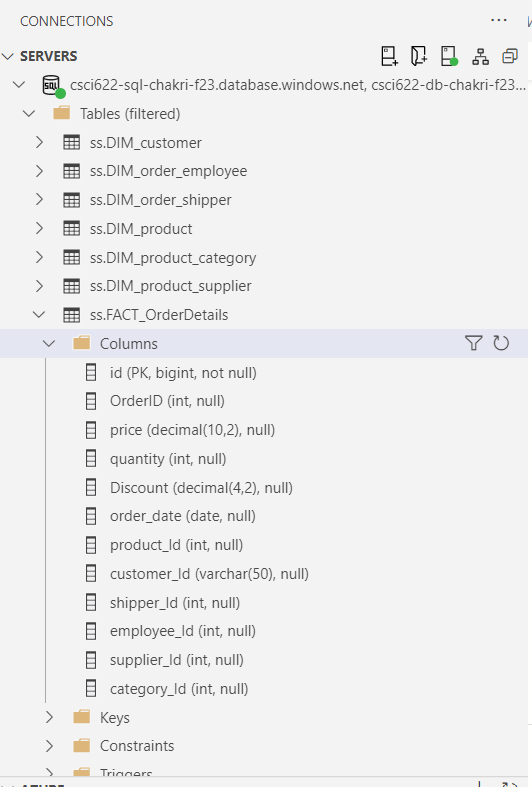 CONNECTIONS
SERVERS
csci622-sql-chakri-f23.database.windows.net, csci622-db-chakri-f23...
Tables (filtered)
ss.DIM_customer
ss.DIM_order_employee
ss.DIM_order_shipper
ss.DIM_product
ss.DIM_product_category
ss.DIM_product_supplier
ss.FACT_OrderDetails
Columns
id (PK, bigint, not null)
OrderID (int, null)
price (decimal(10,2), null)
quantity (int, null)
Discount (decimal(4,2), null)
order_date (date, null)
product_Id (int, null)
customer_Id (varchar(50), null)
shipper_Id (int, null)
employee_Id (int, null)
supplier_Id (int, null)
category_Id (int, null)
Keys
Constraints
Triggers
AZURE